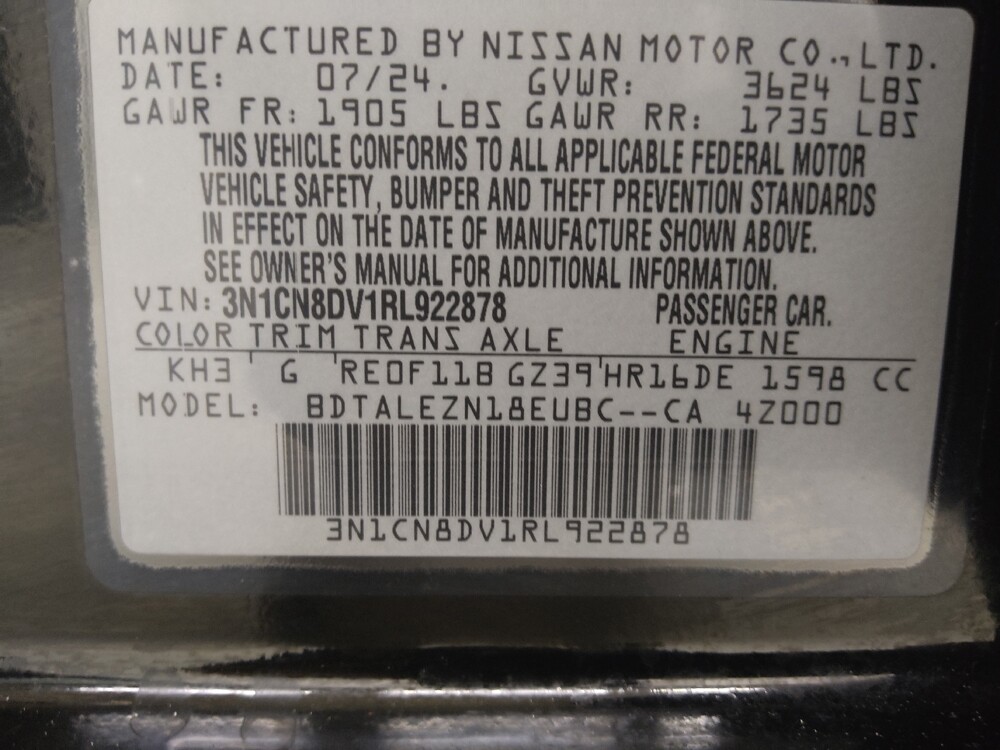 MANUFACTURED BY NISSAN MOTOR CO., LTD.
DATE: 07/24. GVWR: 3624 LBS
GAWR FR: 1905 LBS GAWR RR: 1735 LBS
THIS VEHICLE CONFORMS TO ALL APPLICABLE FEDERAL MOTOR
VEHICLE SAFETY, BUMPER AND THEFT PREVENTION STANDARDS
IN EFFECT ON THE DATE OF MANUFACTURE SHOWN ABOVE.
SEE OWNER'S MANUAL FOR ADDITIONAL INFORMATION.
VIN: 3N1CN8DV1RL922878 PASSENGER CAR.
COLOR TRIM TRANS AXLE ENGINE
KH3 G RE0F11B GZ39 HR16DE 1598 CC
MODEL: BDTALEZN18EUBC--CA 4Z000
3N1CN8DV1RL922878